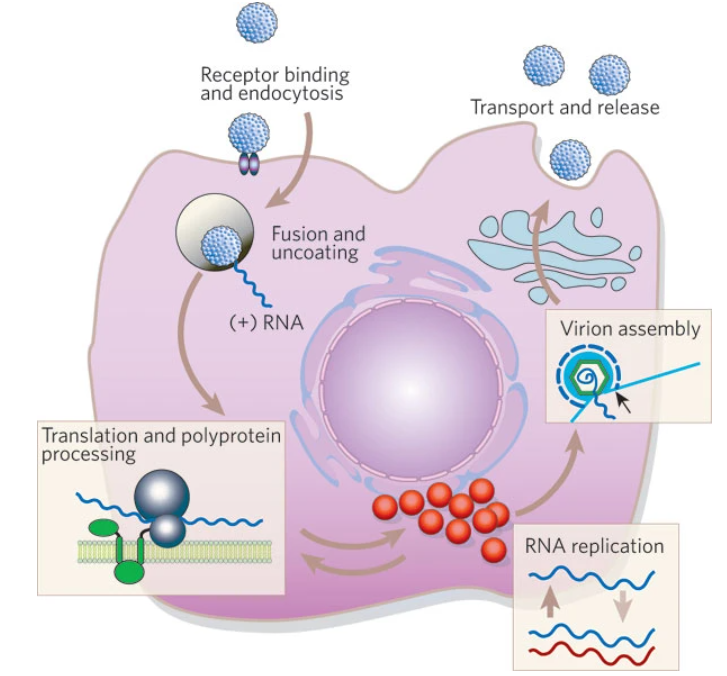 Receptor binding
and endocytosis
Transport and release
Fusion and
uncoating
(+) RNA
Virion assembly
Translation and polyprotein
processing
RNA replication